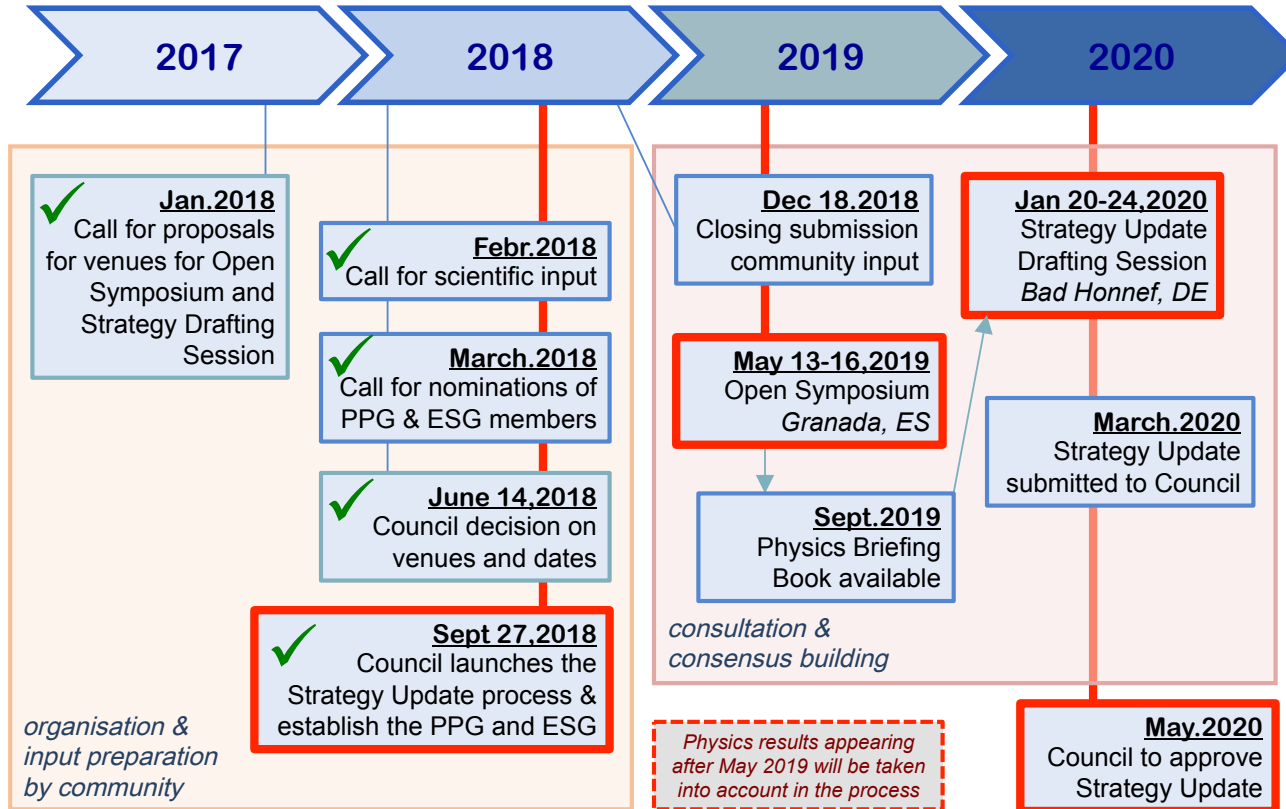 2017
2018
2019
2020
Jan.2018
Call for proposals
for venues for Open
Symposium and
Strategy Drafting
Session
Febr.2018
Call for scientific input
March.2018
Call for nominations of
PPG & ESG members
June 14,2018
Council decision on
venues and dates
Sept 27,2018
Council launches the
Strategy Update process &
establish the PPG and ESG
organisation &
input preparation
by community
Dec 18.2018
Closing submission
community input
May 13-16,2019
Open Symposium
Granada, ES
Sept.2019
Physics Briefing
Book available
consultation &
consensus building
Jan 20-24,2020
Strategy Update
Drafting Session
Bad Honnef, DE
March.2020
Strategy Update
submitted to Council
Physics results appearing
after May 2019 will be taken
into account in the process
May.2020
Council to approve
Strategy Update